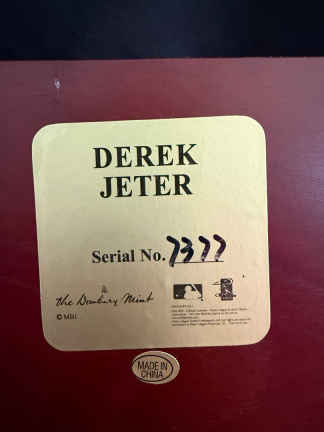 DEREK
JETER
Serial No. 7377
the Danbury Mint
© MBI.
MADE IN
CHINA